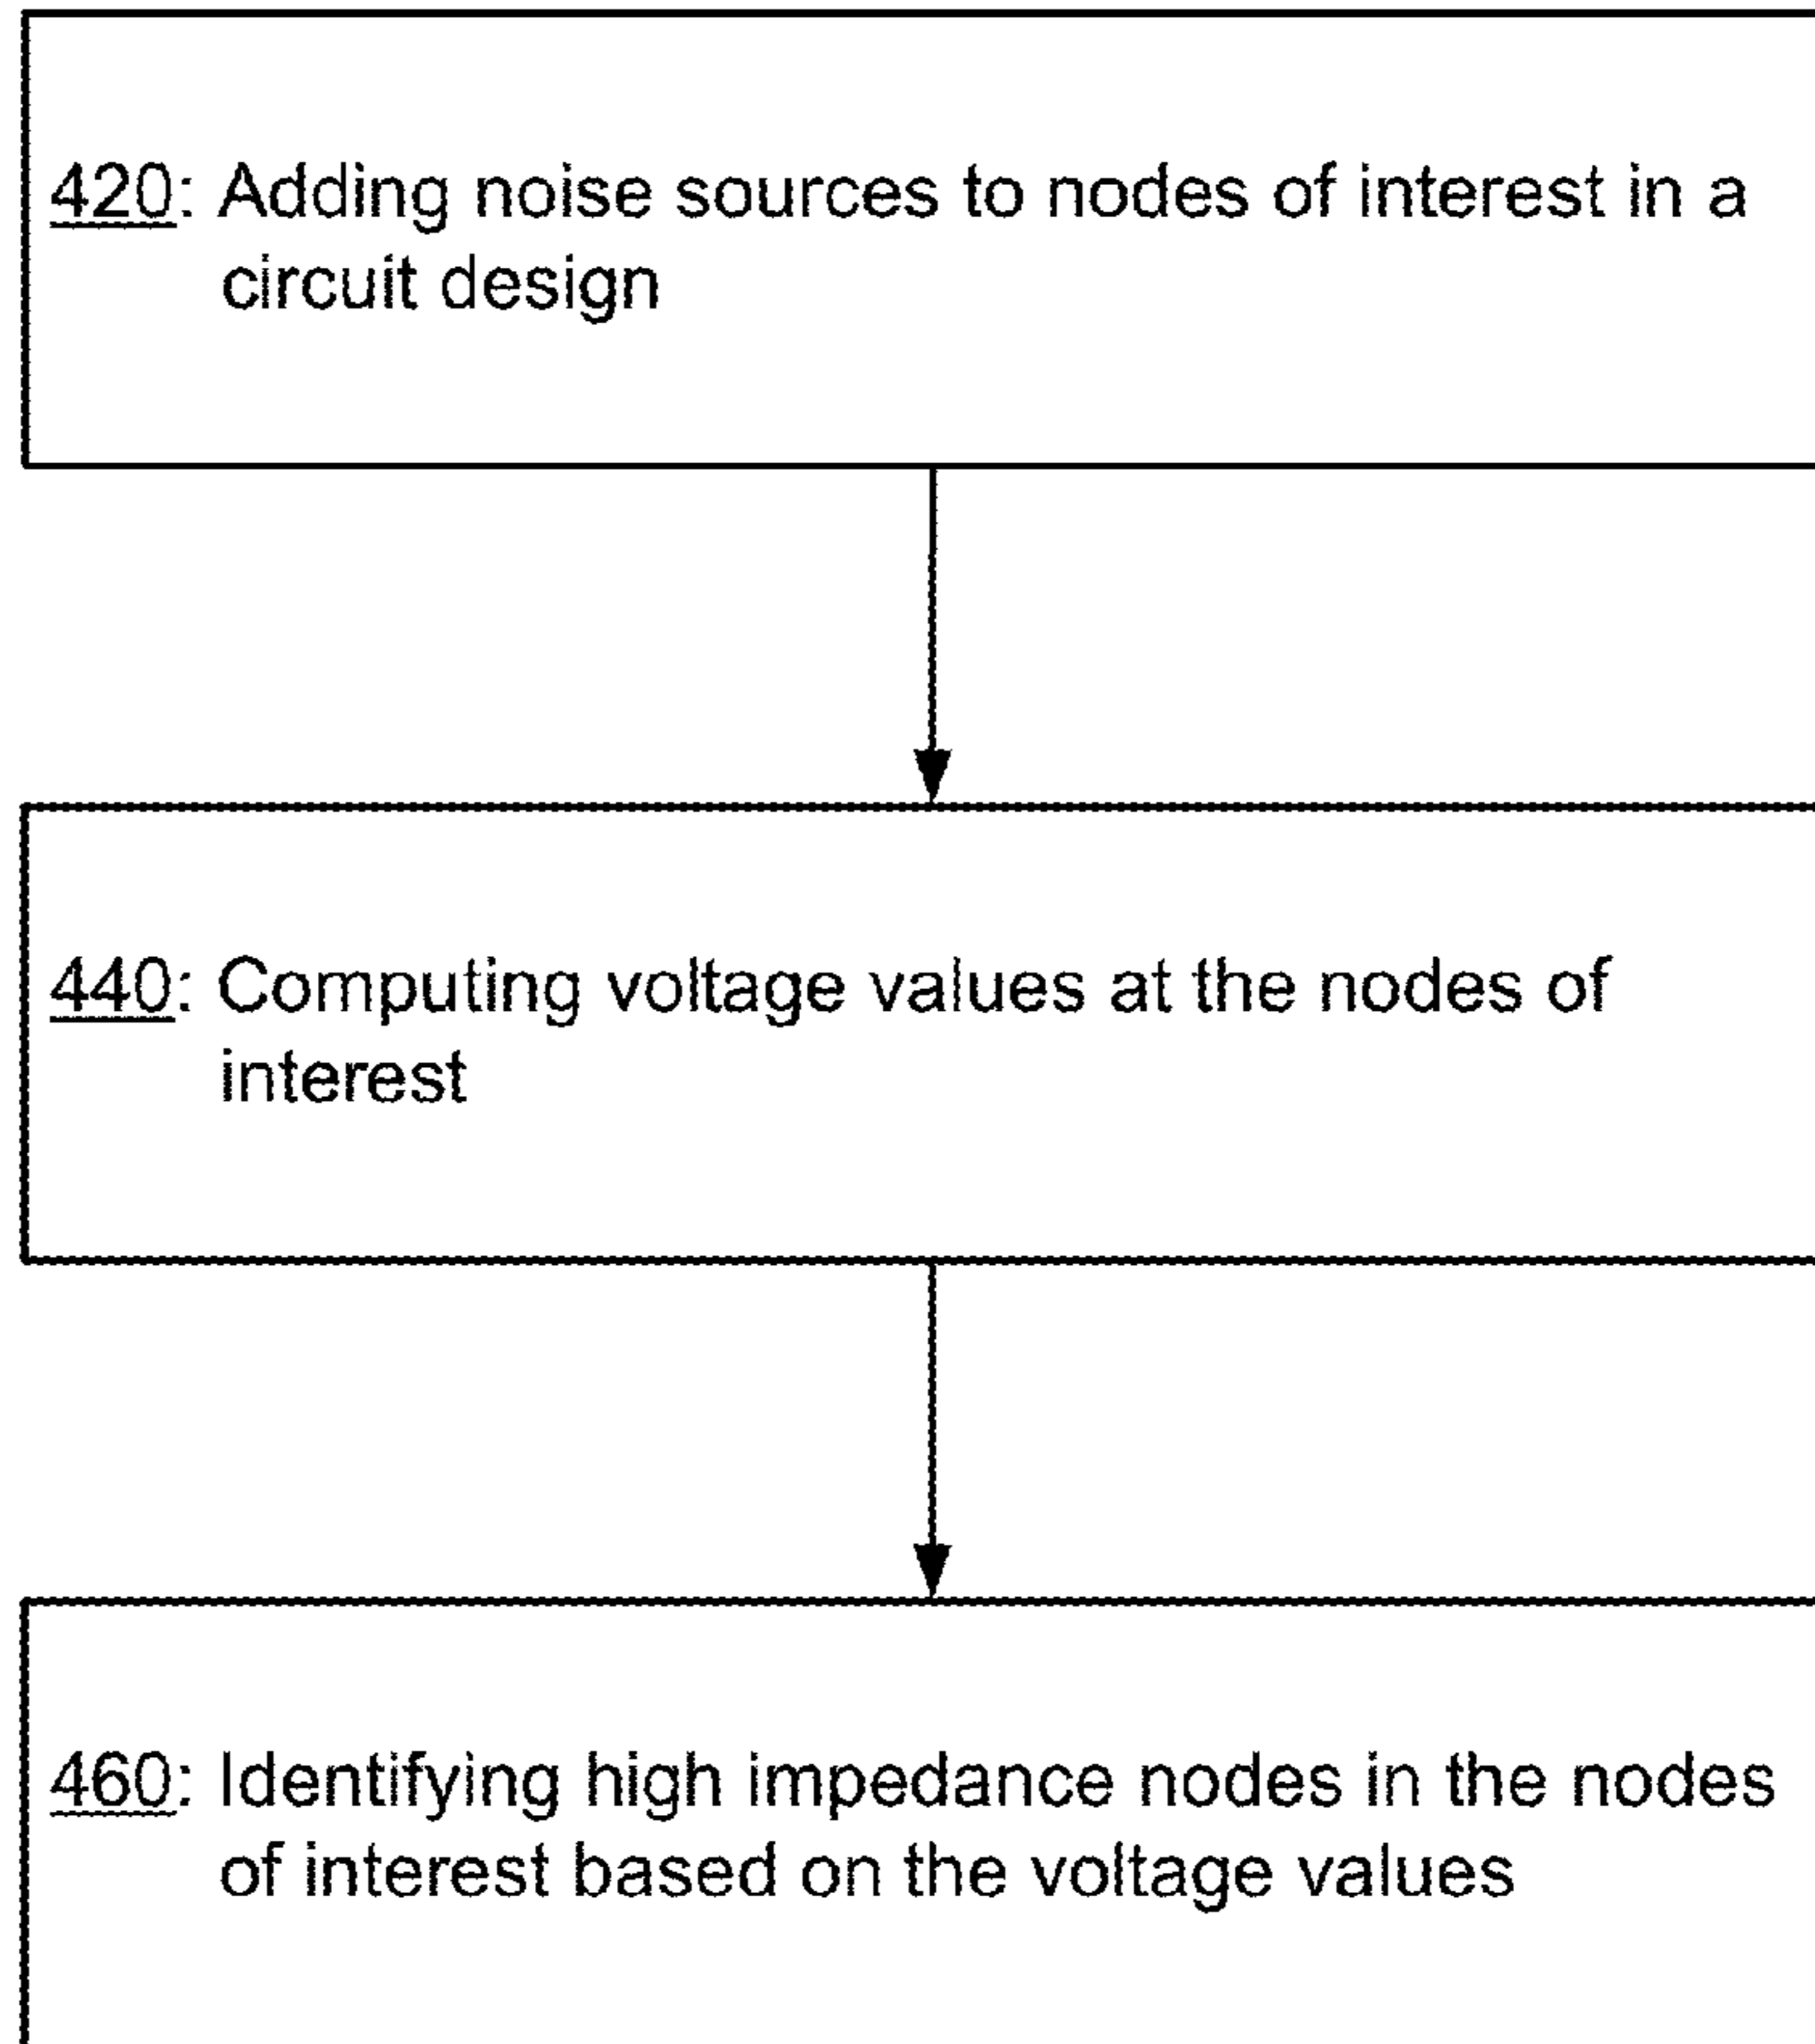 420: Adding noise sources to nodes of interest in a
circuit design
440: Computing voltage values at the nodes of
interest
460: Identifying high impedance nodes in the nodes
of interest based on the voltage values